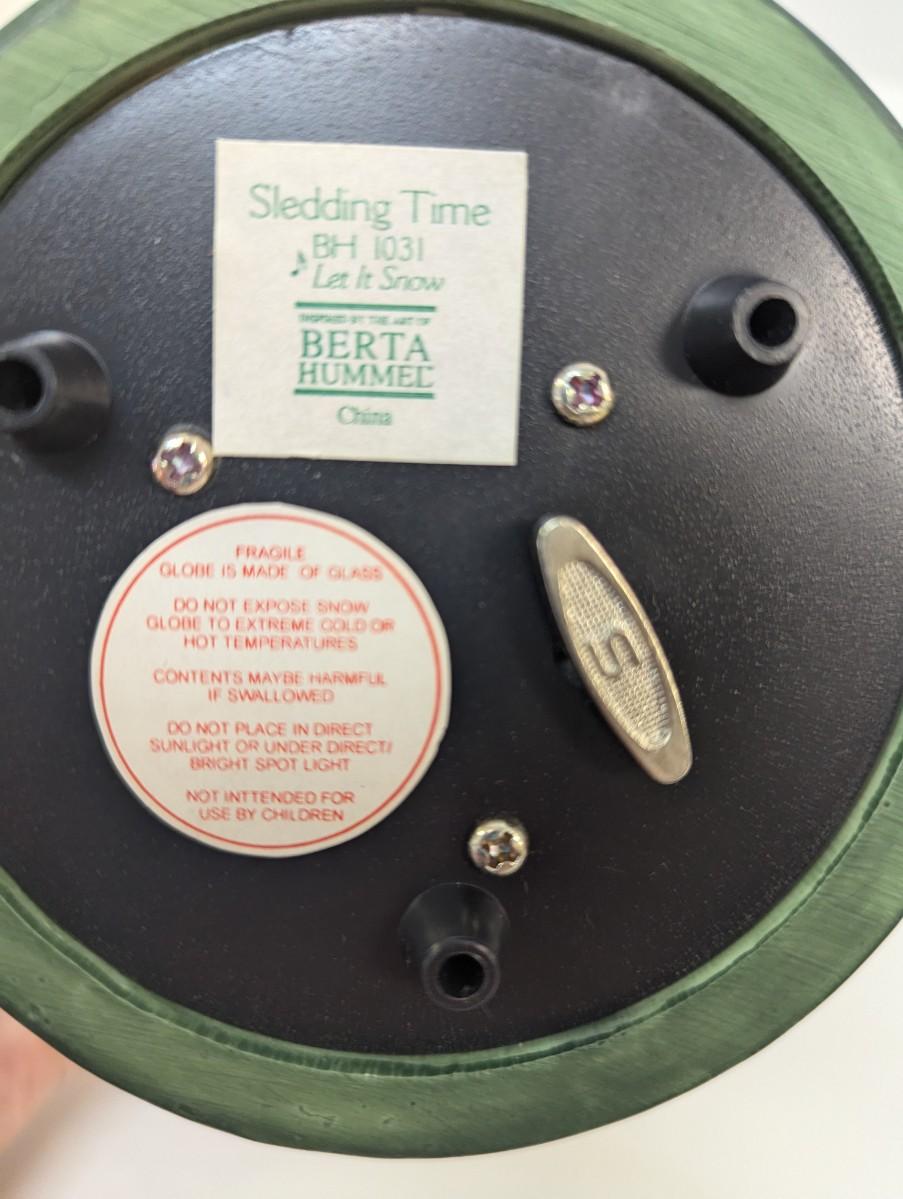 Sledding Time
BH 1031
♪ Let It Snow
INSPIRED BY THE ART OF
BERTA
HUMMEL
China
FRAGILE
GLOBE IS MADE OF GLASS
DO NOT EXPOSE SNOW
GLOBE TO EXTREME COLD OR
HOT TEMPERATURES
CONTENTS MAYBE HARMFUL
IF SWALLOWED
DO NOT PLACE IN DIRECT
SUNLIGHT OR UNDER DIRECT/
BRIGHT SPOT LIGHT
NOT INTTENDED FOR
USE BY CHILDREN
S